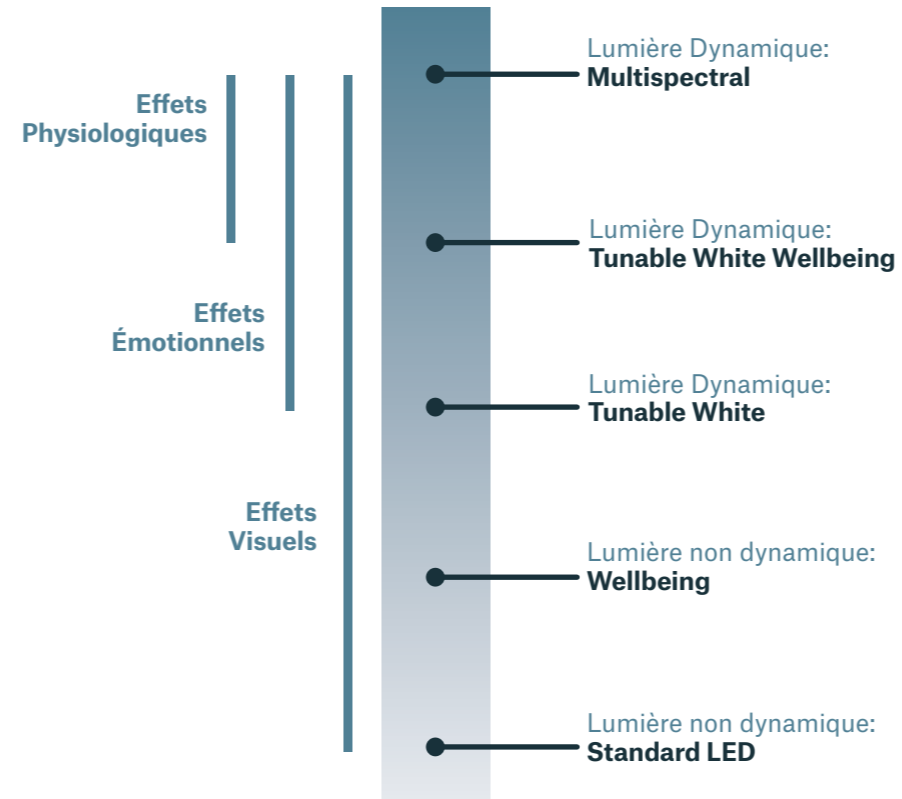 Effets
Physiologiques
Effets
Émotionnels
Effets
Visuels
Lumière Dynamique:
Multispectral
Lumière Dynamique:
Tunable White Wellbeing
Lumière Dynamique:
Tunable White
Lumière non dynamique:
Wellbeing
Lumière non dynamique:
Standard LED